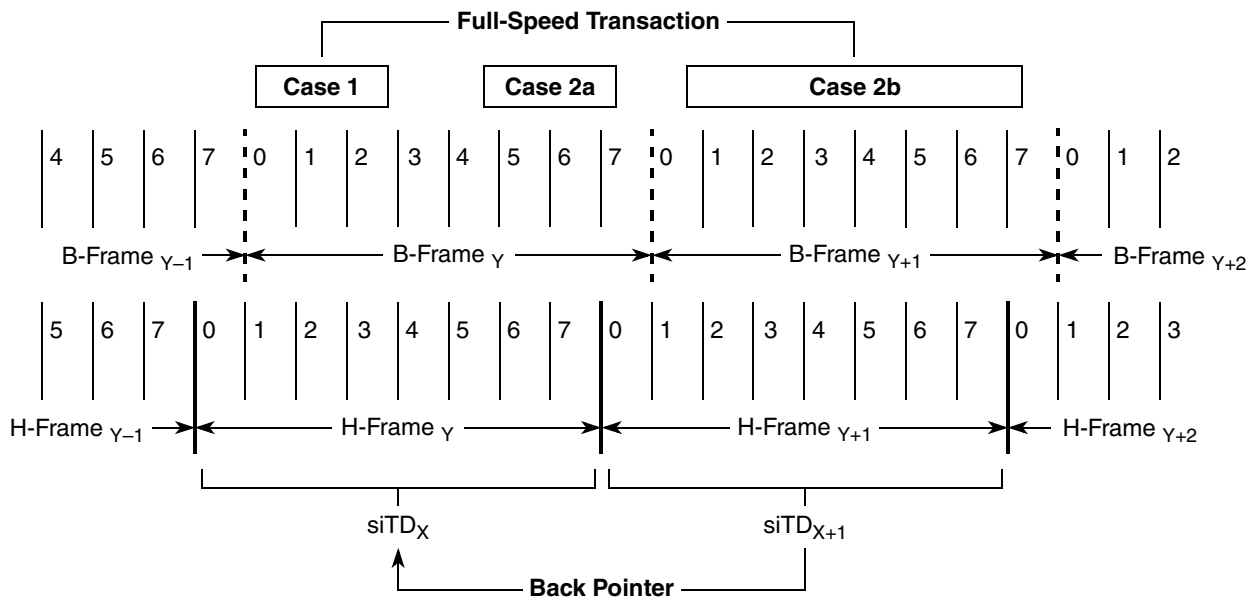 Full-Speed Transaction
Case 1 Case 2a Case 2b
4 5 6 7 0 1 2 3 4 5 6 7 0 1 2 3 4 5 6 7 0 1 2
B-Frame Y–1 B-Frame Y B-Frame Y+1 B-Frame Y+2
5 6 7 0 1 2 3 4 5 6 7 0 1 2 3 4 5 6 7 0 1 2 3
H-Frame Y–1 H-Frame Y H-Frame Y+1 H-Frame Y+2
siTDX siTDX+1
Back Pointer